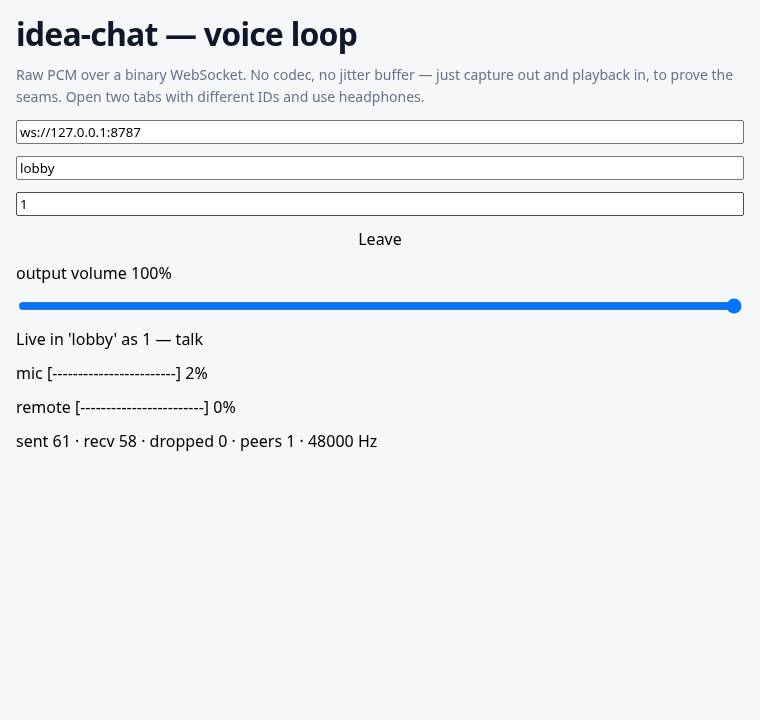 idea-chat — voice loop
Raw PCM over a binary WebSocket. No codec, no jitter buffer — just capture out and playback in, to prove the
seams. Open two tabs with different IDs and use headphones.
ws://127.0.0.1:8787
lobby
1
Leave
output volume 100%
Live in 'lobby' as 1 — talk
mic [------------------------] 2%
remote [------------------------] 0%
sent 61 · recv 58 · dropped 0 · peers 1 · 48000 Hz